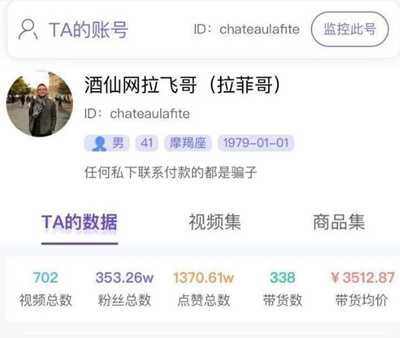 TA的账号 ID：chateaulafite 监控此号
酒仙网拉飞哥（拉菲哥）
ID：chateaulafite
男 41 摩羯座 1979-01-01
任何私下联系付款的都是骗子
TA的数据 视频集 商品集
702 353.26w 1370.61w 338 ￥3512.87
视频总数 粉丝总数 点赞总数 带货数 带货均价